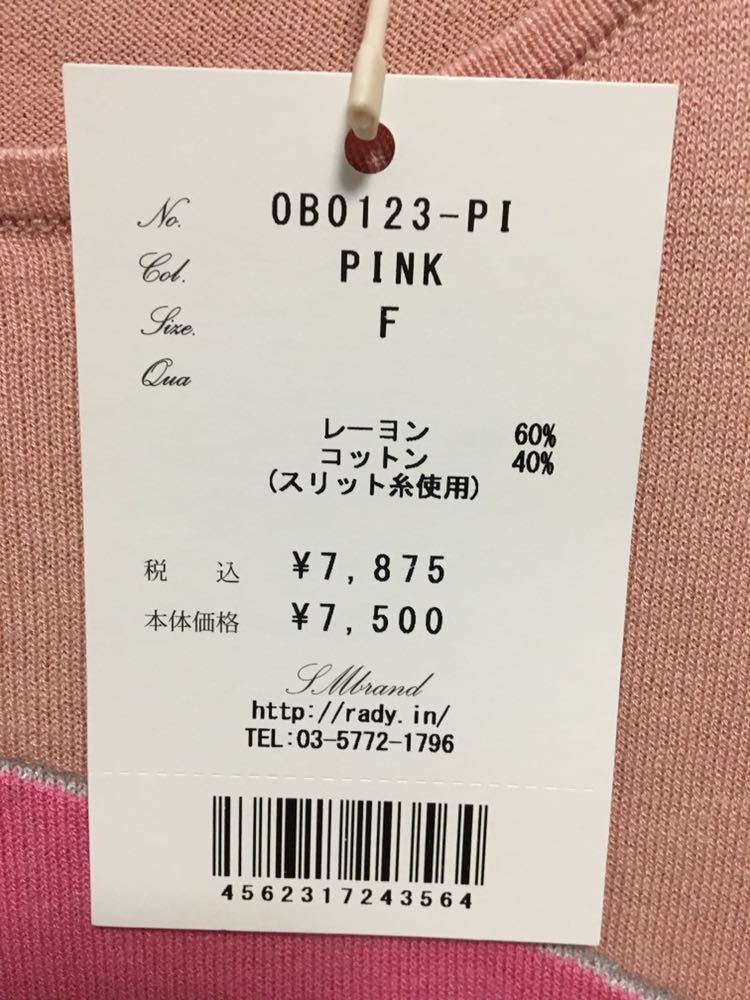 No. 0B0123-PI
Col. PINK
Size. F
Qua
レーヨン 60%
コットン 40%
(スリット糸使用)
税 込 ¥7,875
本体価格 ¥7,500
SMbrand
http://rady.in/
TEL:03-5772-1796
4562317243564